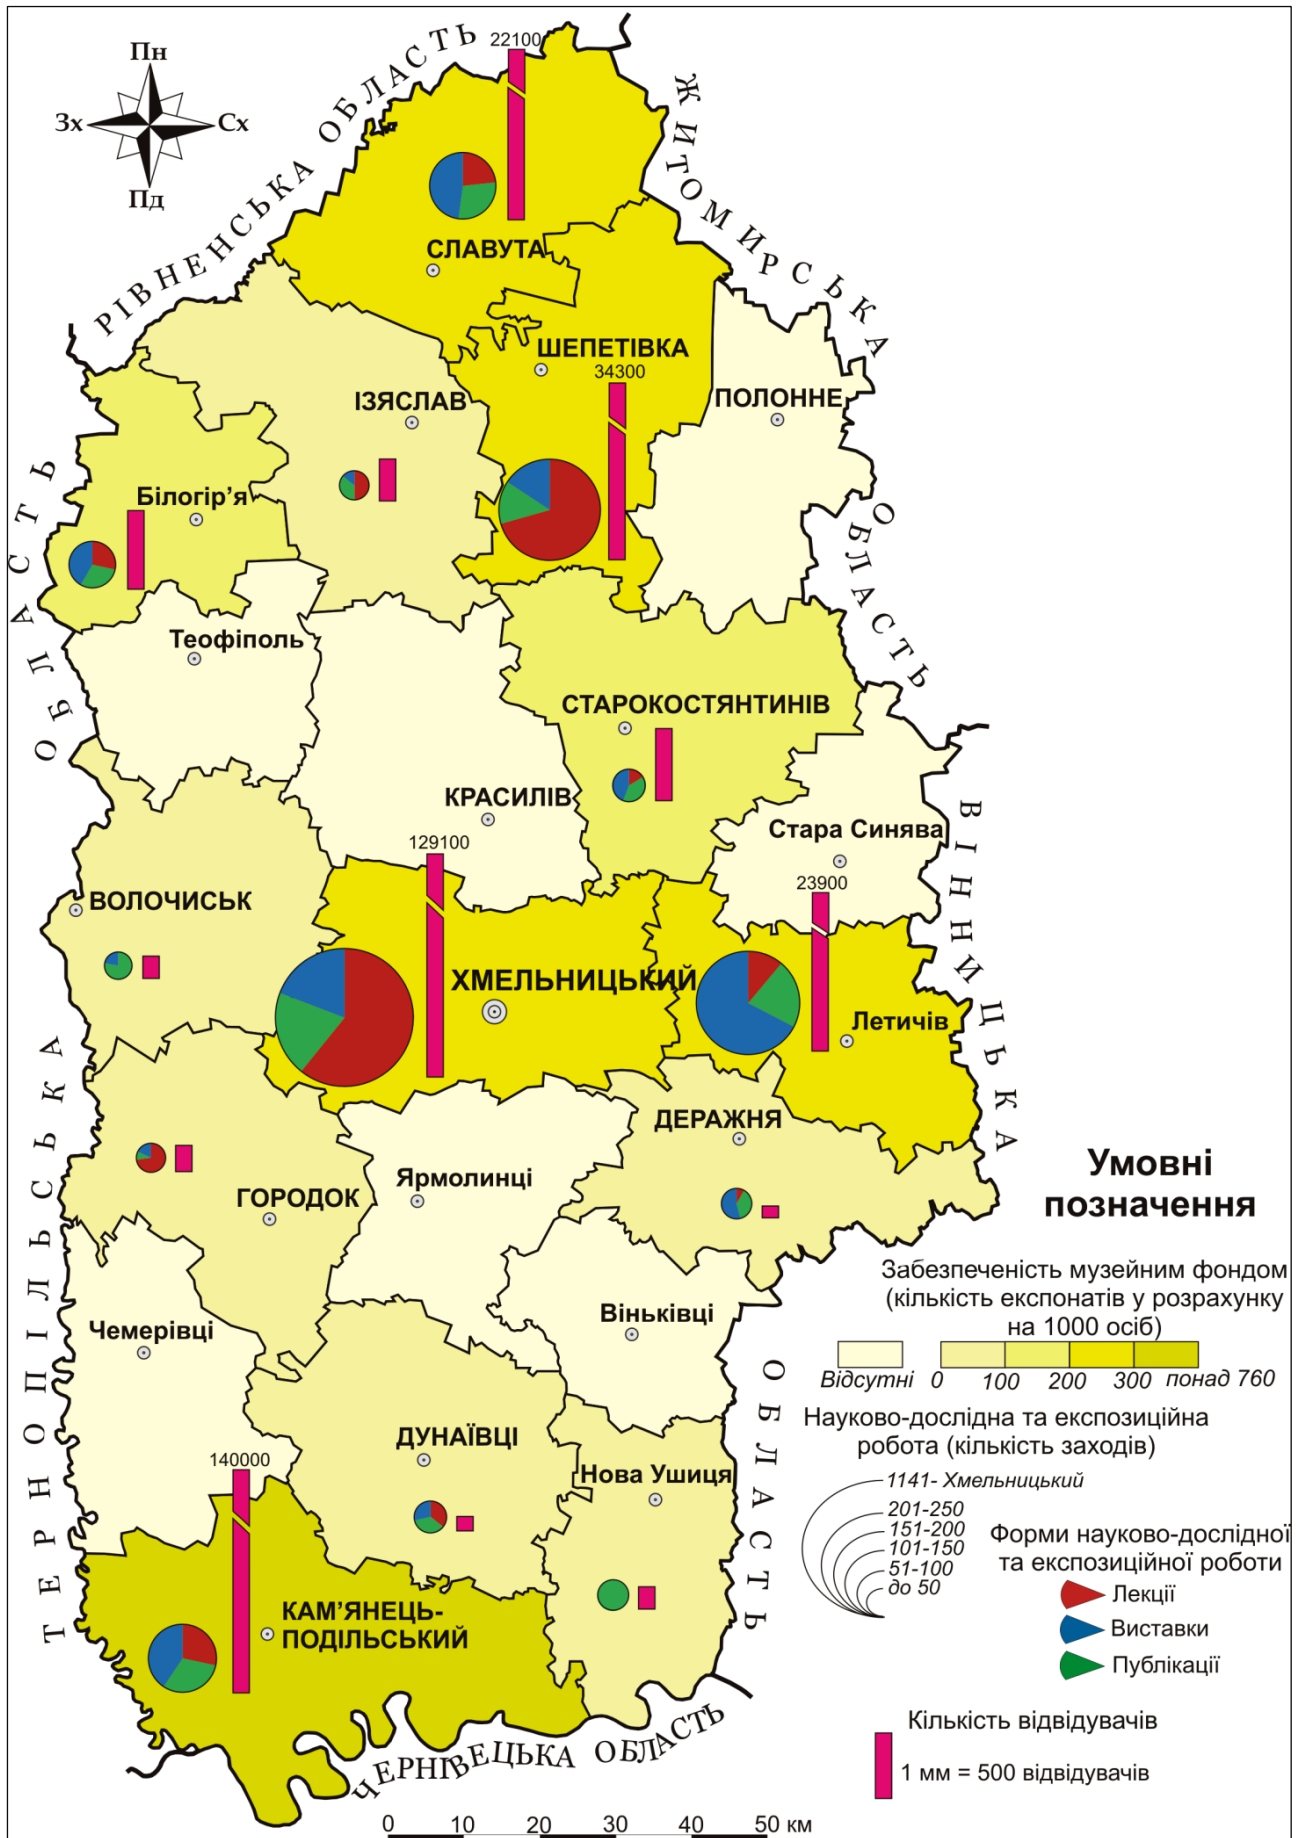 Пн
Зх
Сх
Пд
РІВНЕНСЬКА ОБЛАСТЬ
ЖИТОМИРСЬКА ОБЛАСТЬ
22100
СЛАВУТА
ШЕПЕТІВКА
34300
ПОЛОННЕ
ІЗЯСЛАВ
Білогір’я
Теофіполь
СТАРОКОСТЯНТИНІВ
КРАСИЛІВ
Стара Синява
129100
23900
ВОЛОЧИСЬК
ХМЕЛЬНИЦЬКИЙ
Летичів
ВІННИЦЬКА ОБЛАСТЬ
ТЕРНОПІЛЬСЬКА ОБЛАСТЬ
ДЕРАЖНЯ
Ярмолинці
ГОРОДОК
Віньківці
Чемерівці
ДУНАЇВЦІ
Нова Ушиця
140000
КАМ’ЯНЕЦЬ-
ПОДІЛЬСЬКИЙ
ЧЕРНІВЕЦЬКА ОБЛАСТЬ
Умовні
позначення
Забезпеченість музейним фондом
(кількість експонатів у розрахунку
на 1000 осіб)
Відсутні 0 100 200 300 понад 760
Науково-дослідна та експозиційна
робота (кількість заходів)
1141- Хмельницький
201-250
151-200
101-150
51-100
до 50
Форми науково-дослідної
та експозиційної роботи
Лекції
Виставки
Публікації
Кількість відвідувачів
1 мм = 500 відвідувачів
0 10 20 30 40 50 км